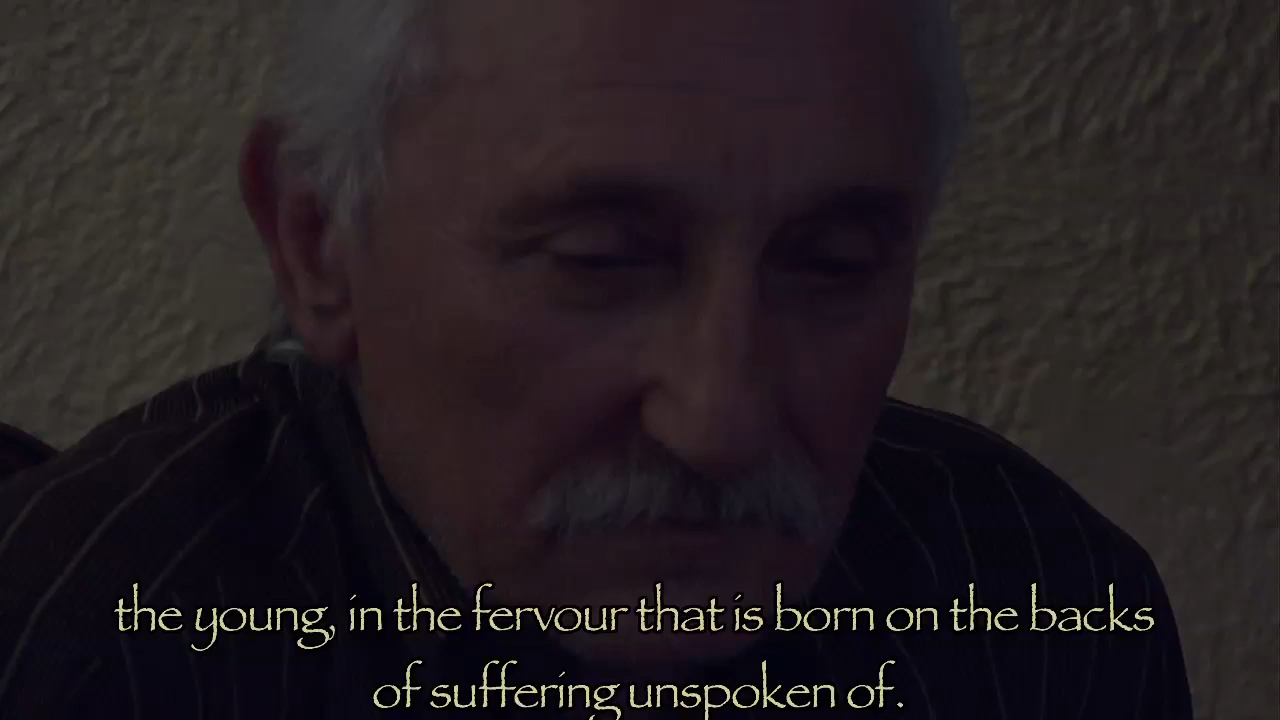 the young, in the fervour that is born on the backs
of suffering unspoken of.